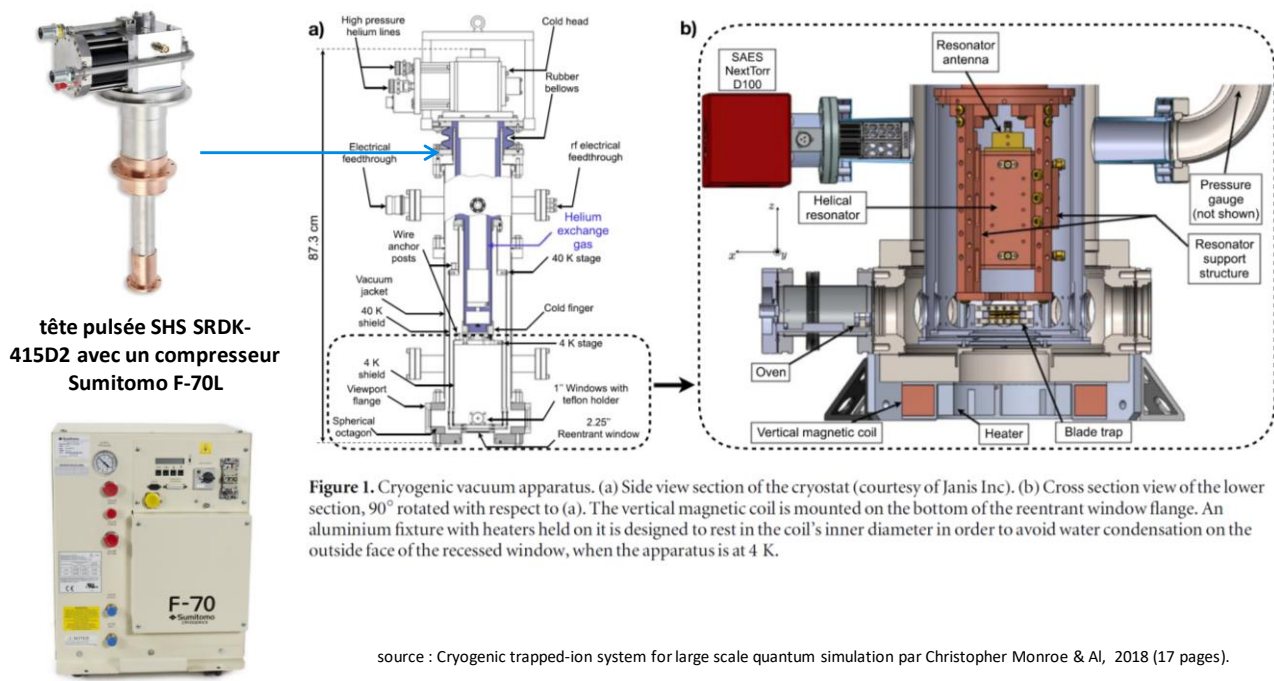 a)
High pressure
helium lines
Cold head
Rubber
bellows
Electrical
feedthrough
rf electrical
feedthrough
87.3 cm
Helium
exchange
gas
Wire
anchor
posts
40 K stage
Vacuum
jacket
40 K
shield
Cold finger
4 K stage
4 K
shield
Viewport
flange
1" Windows with
teflon holder
Spherical
octagon
2.25"
Reentrant window
b)
SAES
NextTorr
D100
Resonator
antenna
Helical
resonator
Pressure
gauge
(not shown)
Resonator
support
structure
z
x
y
Oven
Vertical magnetic coil
Heater
Blade trap
tête pulsée SHS SRDK-
415D2 avec un compresseur
Sumitomo F-70L
F-70
Sumitomo
CRYOGENICS
Figure 1. Cryogenic vacuum apparatus. (a) Side view section of the cryostat (courtesy of Janis Inc). (b) Cross section view of the lower
section, 90° rotated with respect to (a). The vertical magnetic coil is mounted on the bottom of the reentrant window flange. An
aluminium fixture with heaters held on it is designed to rest in the coil's inner diameter in order to avoid water condensation on the
outside face of the recessed window, when the apparatus is at 4 K.
source : Cryogenic trapped-ion system for large scale quantum simulation par Christopher Monroe & Al, 2018 (17 pages).